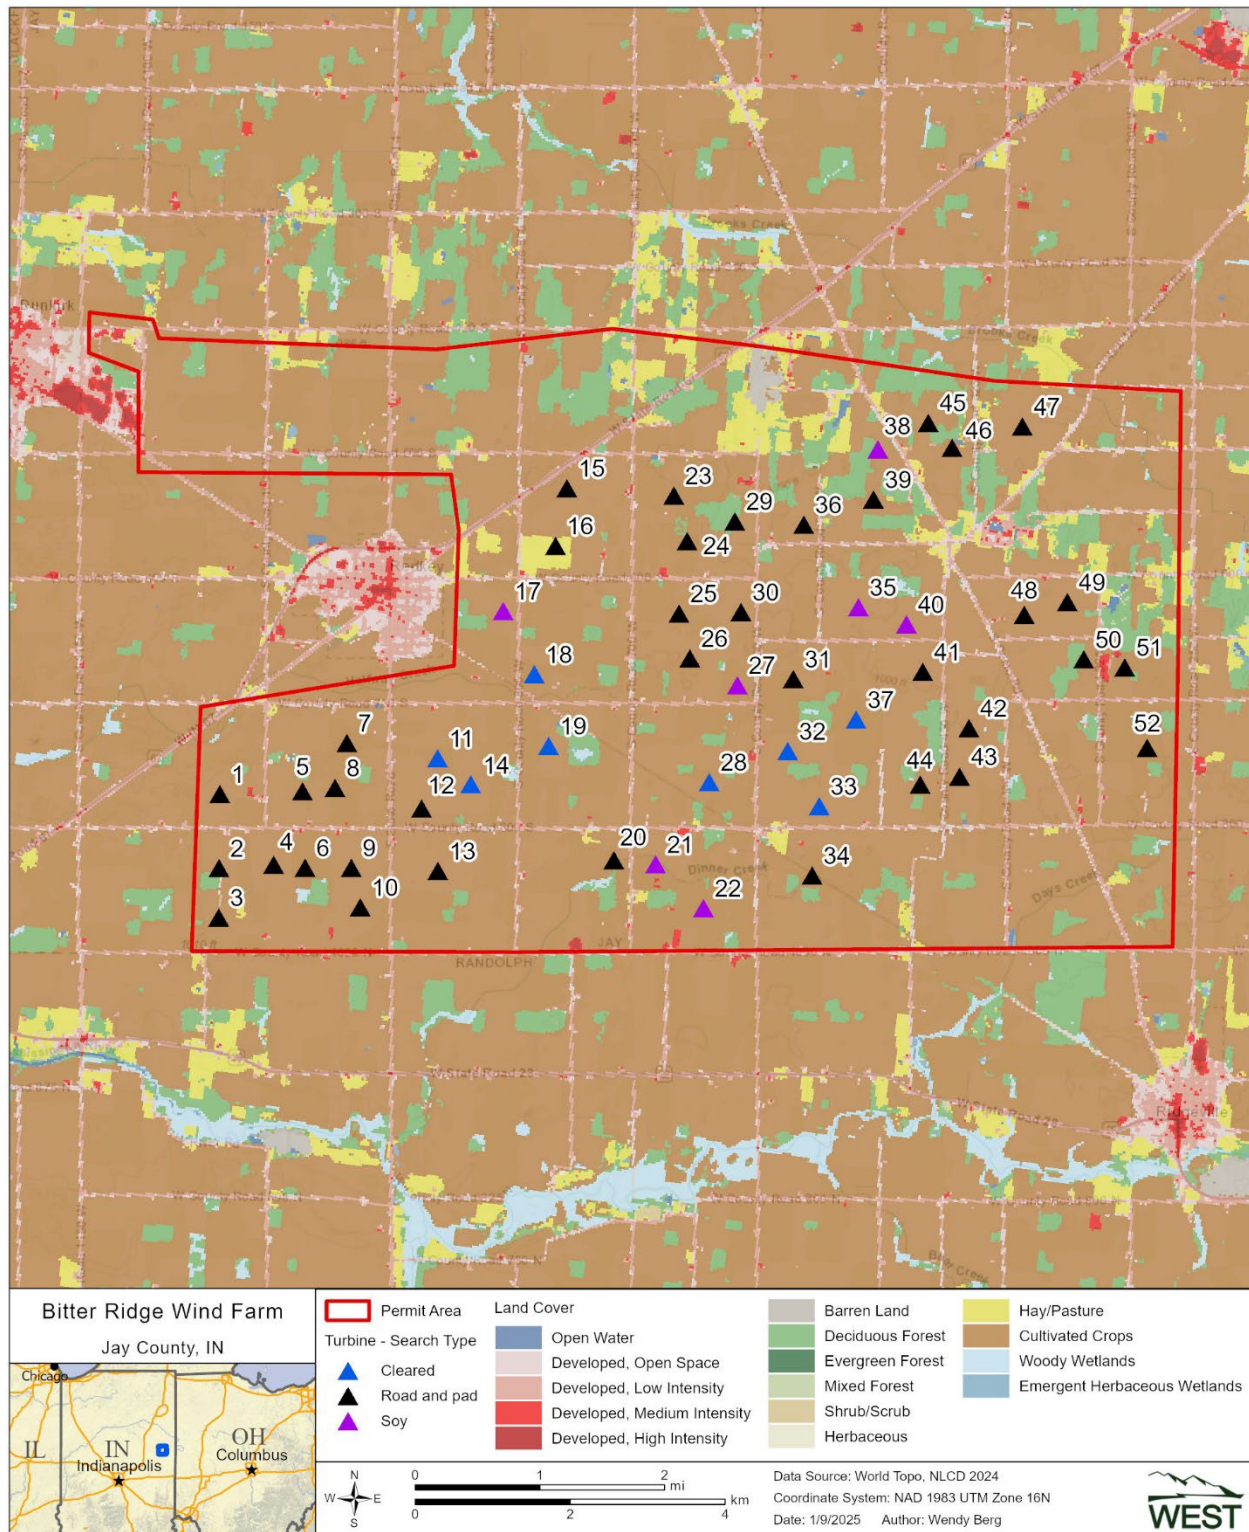 Dunkirk
Redkey
Brooks Creek
Brooks Creek
38
45
46
47
15
23
39
29
36
16
24
17
25
30
35
40
48
49
18
26
27
31
41
50
51
7
11
19
37
32
42
52
1
5
8
12
14
28
33
44
43
2
4
6
9
13
20
21
34
Dinner Creek
3
10
22
Days Creek
JAY
RANDOLPH
W State Road 28
W State Road 28
Ridgeville
Bitter Ridge Wind Farm
Jay County, IN
Chicago
IL
IN
OH
Indianapolis
Columbus
Permit Area
Turbine - Search Type
Cleared
Road and pad
Soy
Land Cover
Open Water
Developed, Open Space
Developed, Low Intensity
Developed, Medium Intensity
Developed, High Intensity
Barren Land
Deciduous Forest
Evergreen Forest
Mixed Forest
Shrub/Scrub
Herbaceous
Hay/Pasture
Cultivated Crops
Woody Wetlands
Emergent Herbaceous Wetlands
N
W E
S
0 1 2
mi
km
0 2 4
Data Source: World Topo, NLCD 2024
Coordinate System: NAD 1983 UTM Zone 16N
Date: 1/9/2025 Author: Wendy Berg
WEST